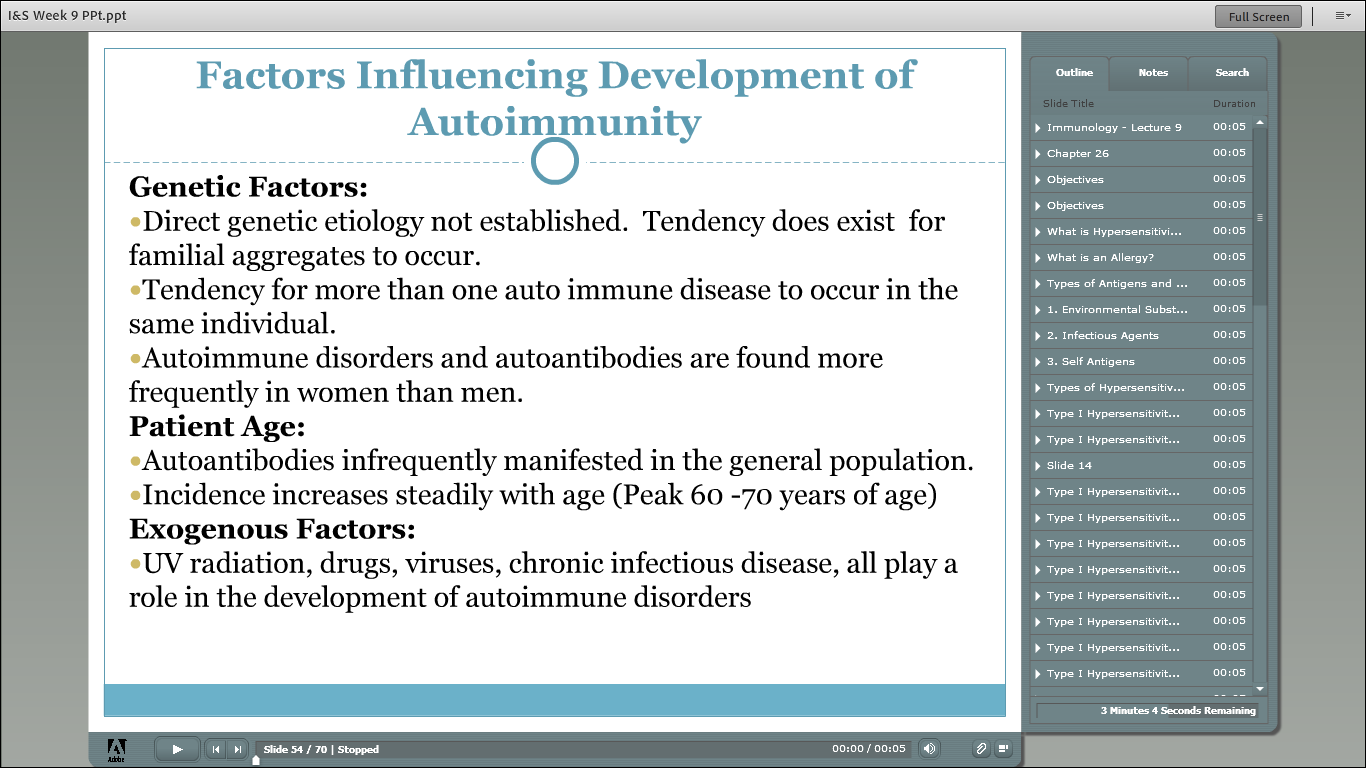 I&S Week 9 PPt.ppt
Full Screen
Factors Influencing Development of
Autoimmunity
Genetic Factors:
•Direct genetic etiology not established.  Tendency does exist  for
familial aggregates to occur.
•Tendency for more than one auto immune disease to occur in the
same individual.
•Autoimmune disorders and autoantibodies are found more
frequently in women than men.
Patient Age:
•Autoantibodies infrequently manifested in the general population.
•Incidence increases steadily with age (Peak 60 -70 years of age)
Exogenous Factors:
•UV radiation, drugs, viruses, chronic infectious disease, all play a
role in the development of autoimmune disorders
Outline Notes Search
Slide Title Duration
Immunology - Lecture 9 00:05
Chapter 26 00:05
Objectives 00:05
Objectives 00:05
What is Hypersensitivi... 00:05
What is an Allergy? 00:05
Types of Antigens and ... 00:05
1. Environmental Subst... 00:05
2. Infectious Agents 00:05
3. Self Antigens 00:05
Types of Hypersensitiv... 00:05
Type I Hypersensitivit... 00:05
Type I Hypersensitivit... 00:05
Slide 14 00:05
Type I Hypersensitivit... 00:05
Type I Hypersensitivit... 00:05
Type I Hypersensitivit... 00:05
Type I Hypersensitivit... 00:05
Type I Hypersensitivit... 00:05
Type I Hypersensitivit... 00:05
Type I Hypersensitivit... 00:05
Type I Hypersensitivit... 00:05
3 Minutes 4 Seconds Remaining
Adobe
Slide 54 / 70 | Stopped 00:00 / 00:05